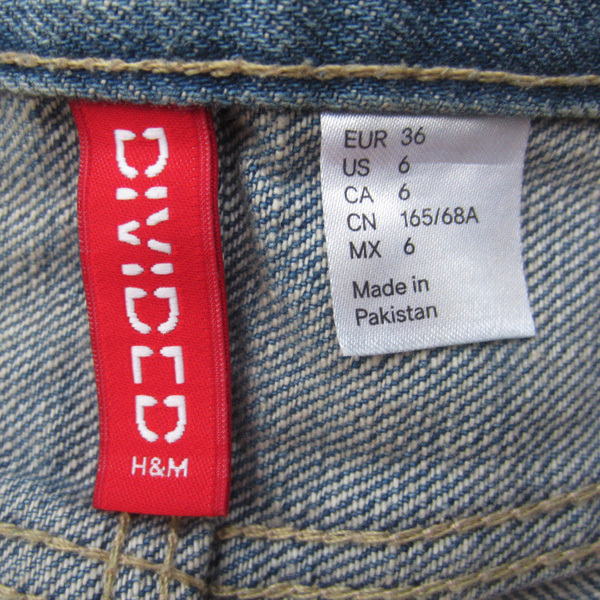 DIVIDED
H&M
EUR 36
US 6
CA 6
CN 165/68A
MX 6
Made in
Pakistan